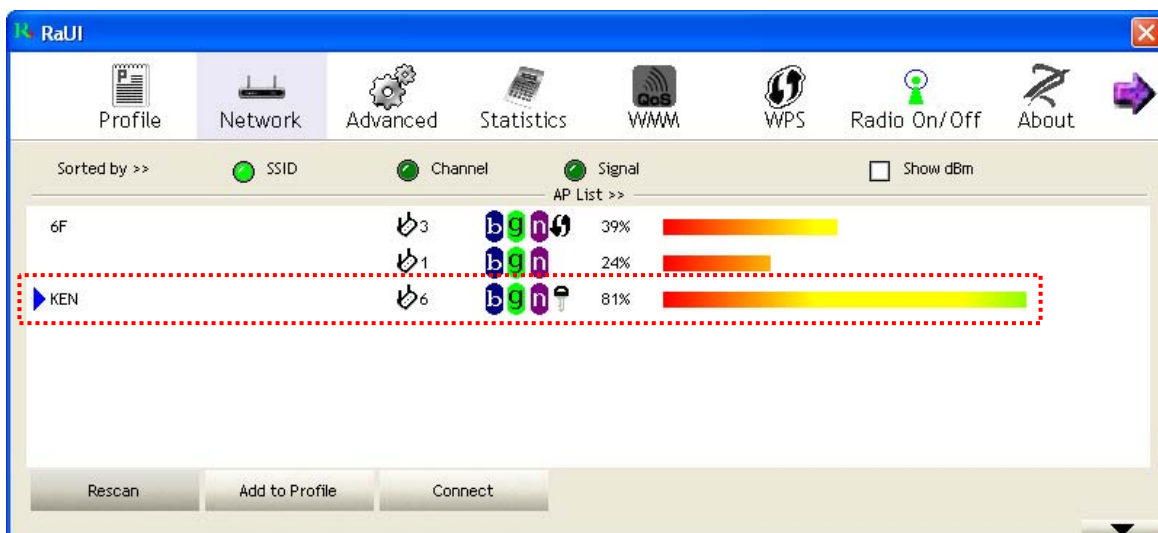 RaUI
Profile Network Advanced Statistics QoS WMM WPS Radio On/Off About
Sorted by >> SSID Channel Signal Show dBm
AP List >>
6F 3 b g n 39%
1 b g n 24%
KEN 6 b g n 81%
Rescan Add to Profile Connect